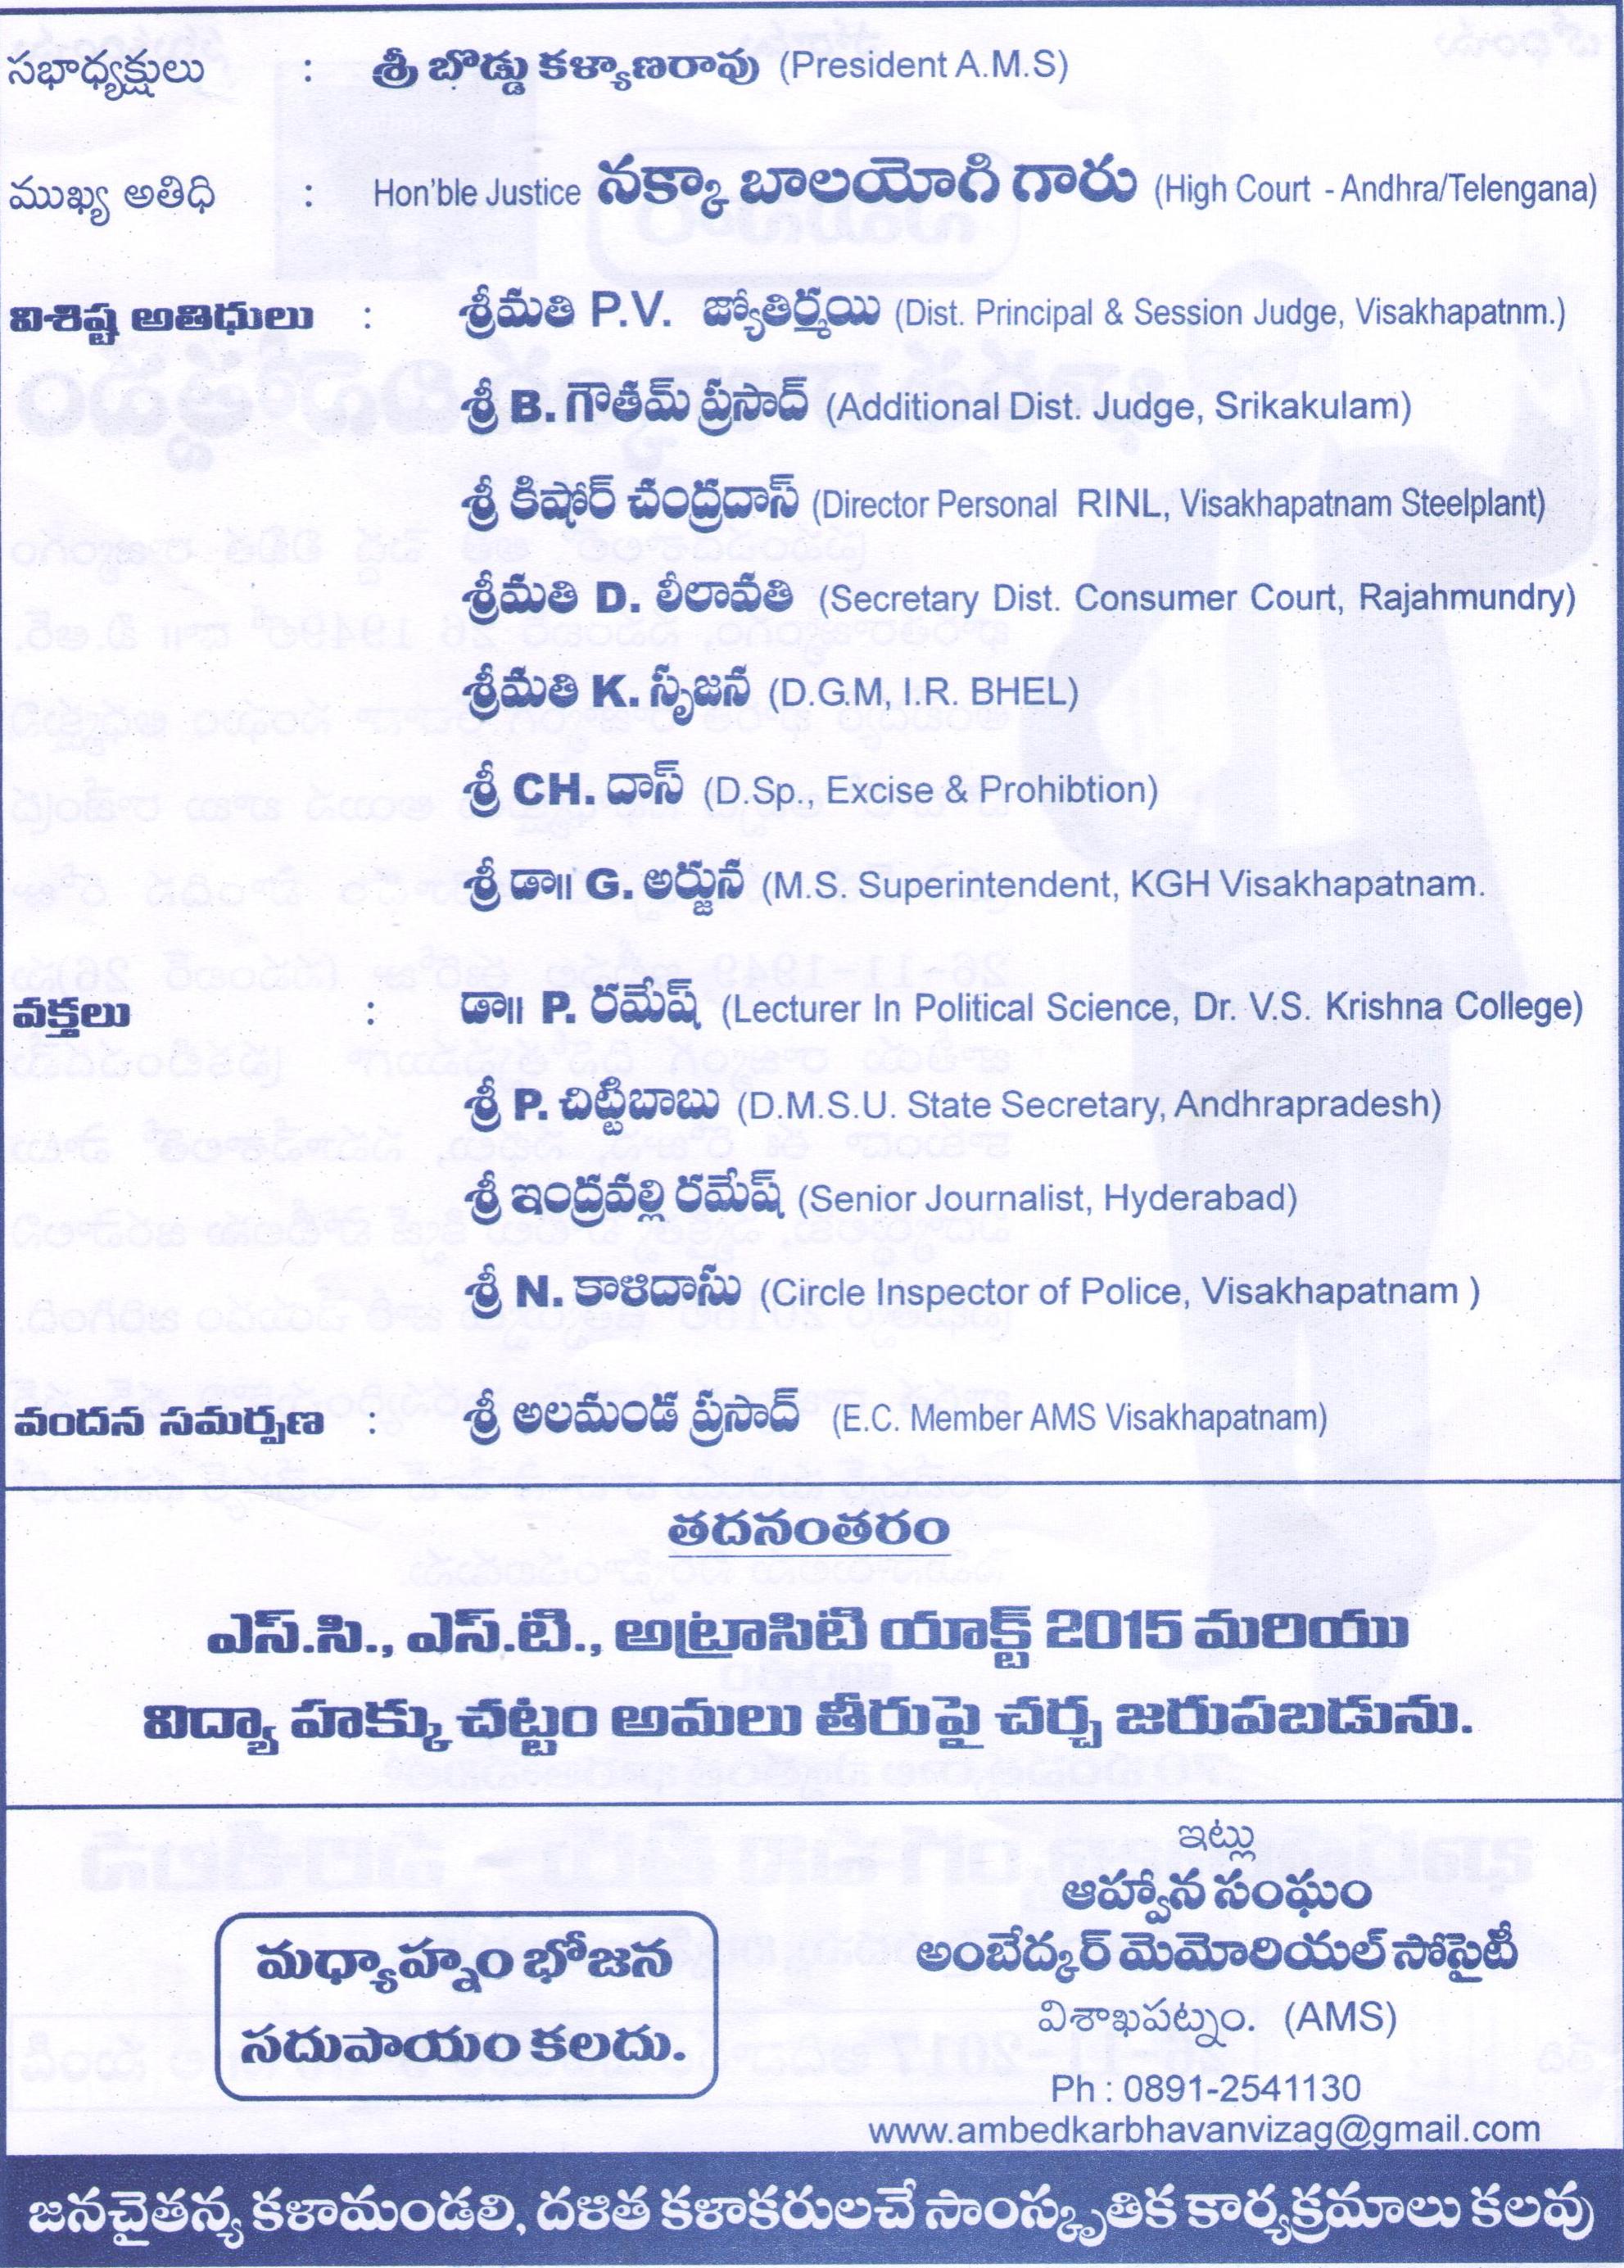 సభాధ్యక్షులు : శ్రీ బొడ్డు కళ్యాణరావు (President A.M.S)
ముఖ్య అతిధి : Hon'ble Justice నక్కా బాలయోగి గారు (High Court - Andhra/Telengana)
విశిష్ట అతిధులు : శ్రీమతి P.V. జ్యోతిర్మయి (Dist. Principal & Session Judge, Visakhapatnm.)
శ్రీ B. గౌతమ్ ప్రసాద్ (Additional Dist. Judge, Srikakulam)
శ్రీ కిషోర్ చంద్రదాస్ (Director Personal RINL, Visakhapatnam Steelplant)
శ్రీమతి D. లీలావతి (Secretary Dist. Consumer Court, Rajahmundry)
శ్రీమతి K. సృజన (D.G.M, I.R. BHEL)
శ్రీ CH. దాస్ (D.Sp., Excise & Prohibtion)
శ్రీ డా॥ G. అర్జున (M.S. Superintendent, KGH Visakhapatnam.
వక్తలు : డా॥ P. రమేష్ (Lecturer In Political Science, Dr. V.S. Krishna College)
శ్రీ P. చిట్టిబాబు (D.M.S.U. State Secretary, Andhrapradesh)
శ్రీ ఇంద్రవల్లి రమేష్ (Senior Journalist, Hyderabad)
శ్రీ N. కాళిదాసు (Circle Inspector of Police, Visakhapatnam )
వందన సమర్పణ : శ్రీ అలమండ ప్రసాద్ (E.C. Member AMS Visakhapatnam)
తదనంతరం
ఎస్.సి., ఎస్.టి., అట్రాసిటి యాక్ట్ 2015 మరియు
విద్యా హక్కు చట్టం అమలు తీరుపై చర్చ జరుపబడును.
మధ్యాహ్నం భోజన
సదుపాయం కలదు.
ఇట్లు
ఆహ్వాన సంఘం
అంబేద్కర్ మెమోరియల్ సోసైటీ
విశాఖపట్నం. (AMS)
Ph : 0891-2541130
www.ambedkarbhavanvizag@gmail.com
జనచైతన్య కళామండలి, దళిత కళాకరులచే సాంస్కృతిక కార్యక్రమాలు కలవు